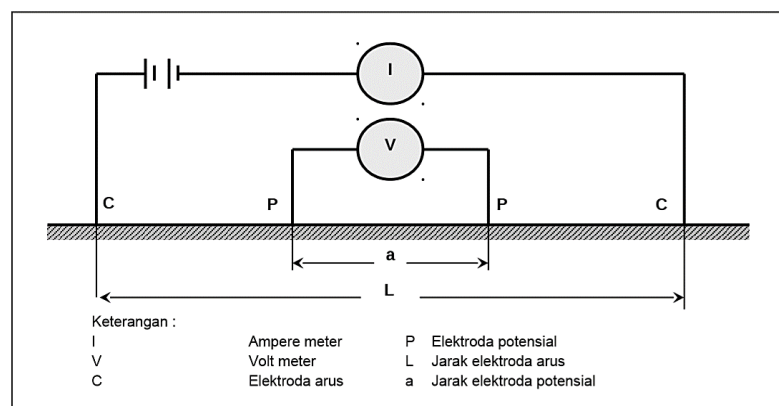 I
V
C P P C
a
L
Keterangan :
I Ampere meter P Elektroda potensial
V Volt meter L Jarak elektroda arus
C Elektroda arus a Jarak elektroda potensial